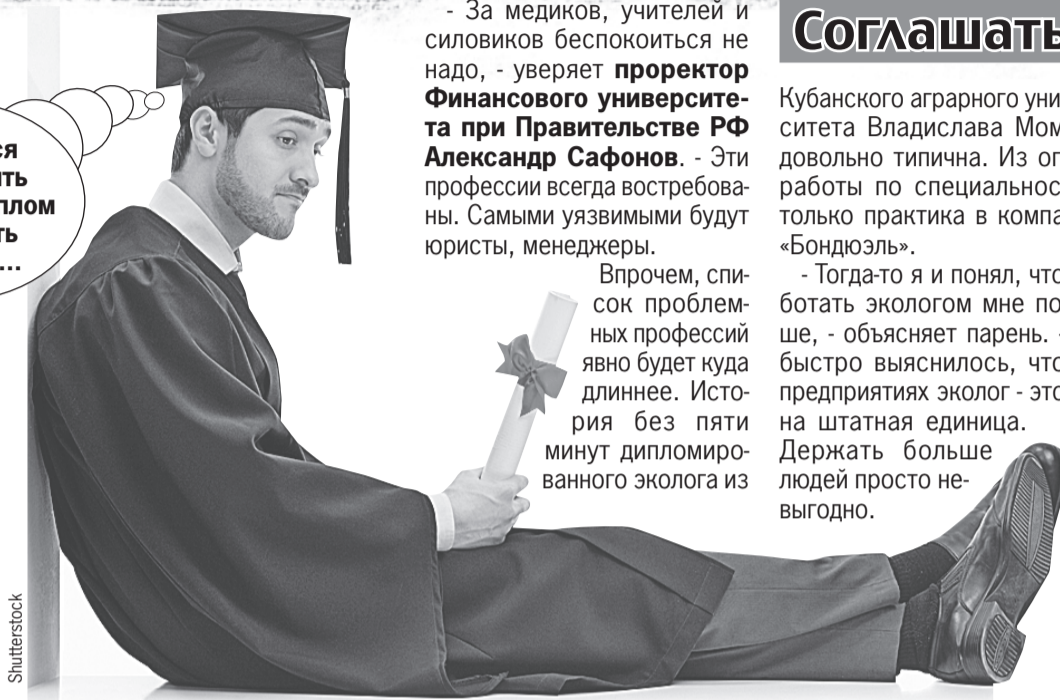 ся
ить
плом
ть
...
- За медиков, учителей и
силовиков беспокоиться не
надо, - уверяет проректор
Финансового университе-
та при Правительстве РФ
Александр Сафонов. - Эти
профессии всегда востребова-
ны. Самыми уязвимыми будут
юристы, менеджеры.
Впрочем, спи-
сок проблем-
ных профессий
явно будет куда
длиннее. Исто-
рия без пяти
минут дипломиро-
ванного эколога из
Соглашать
Кубанского аграрного уни
ситета Владислава Мом
довольно типична. Из
работы по специальнос
только практика в компа
«Бондюэль».
- Тогда-то я и понял, что
ботать экологом мне по
ше, - объясняет парень. -
быстро выяснилось, что
предприятиях эколог - это
на штатная единица.
Держать больше
людей просто не-
выгодно.
Shutterstock